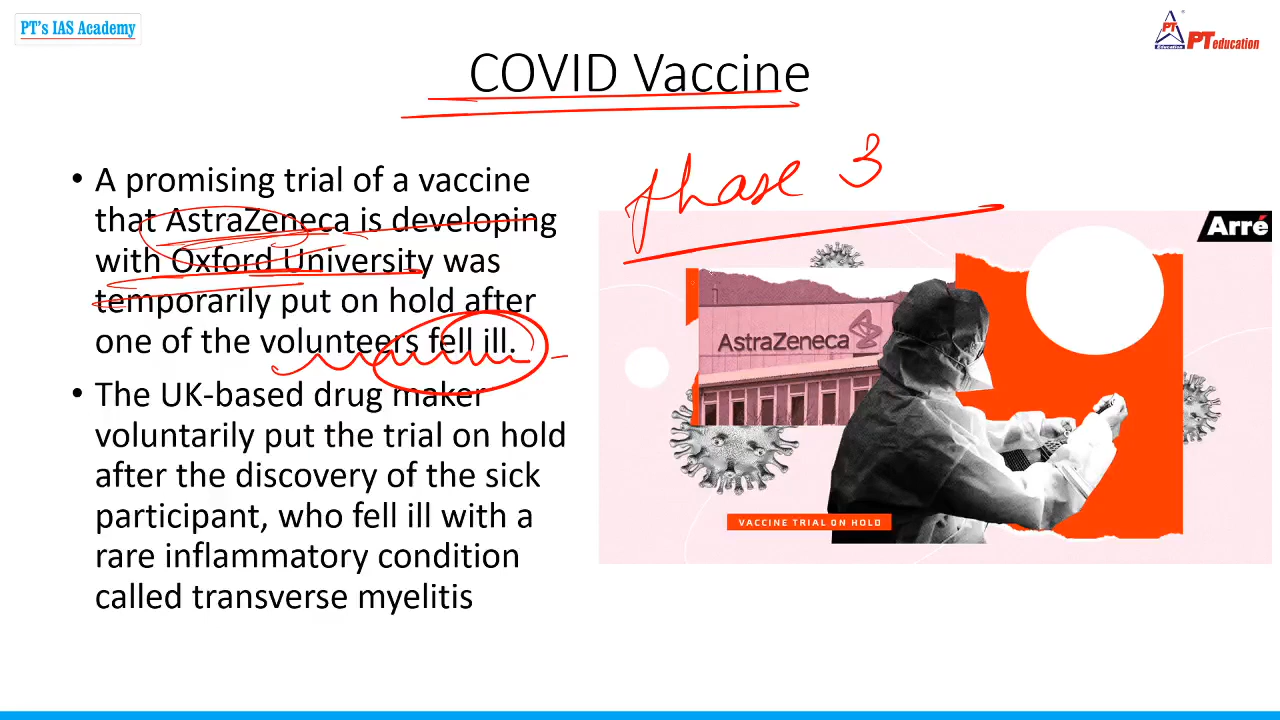 PT's IAS Academy
PT
Education
PT education
COVID Vaccine
phase 3
• A promising trial of a vaccine
that AstraZeneca is developing
with Oxford University was
temporarily put on hold after
one of the volunteers fell ill.
• The UK-based drug maker
voluntarily put the trial on hold
after the discovery of the sick
participant, who fell ill with a
rare inflammatory condition
called transverse myelitis
Arré
AstraZeneca
VACCINE TRIAL ON HOLD